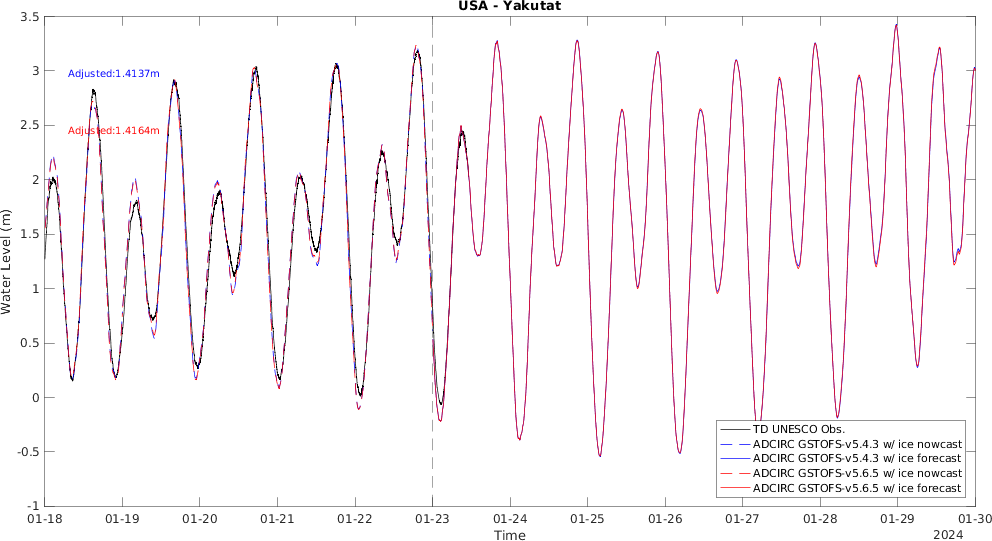 USA - Yakutat
3.5
3
2.5
2
1.5
1
0.5
0
-0.5
-1
Water Level (m)
Adjusted:1.4137m
Adjusted:1.4164m
TD UNESCO Obs.
ADCIRC GSTOFS-v5.4.3 w/ ice nowcast
ADCIRC GSTOFS-v5.4.3 w/ ice forecast
ADCIRC GSTOFS-v5.6.5 w/ ice nowcast
ADCIRC GSTOFS-v5.6.5 w/ ice forecast
01-18 01-19 01-20 01-21 01-22 01-23 01-24 01-25 01-26 01-27 01-28 01-29 01-30
Time
2024